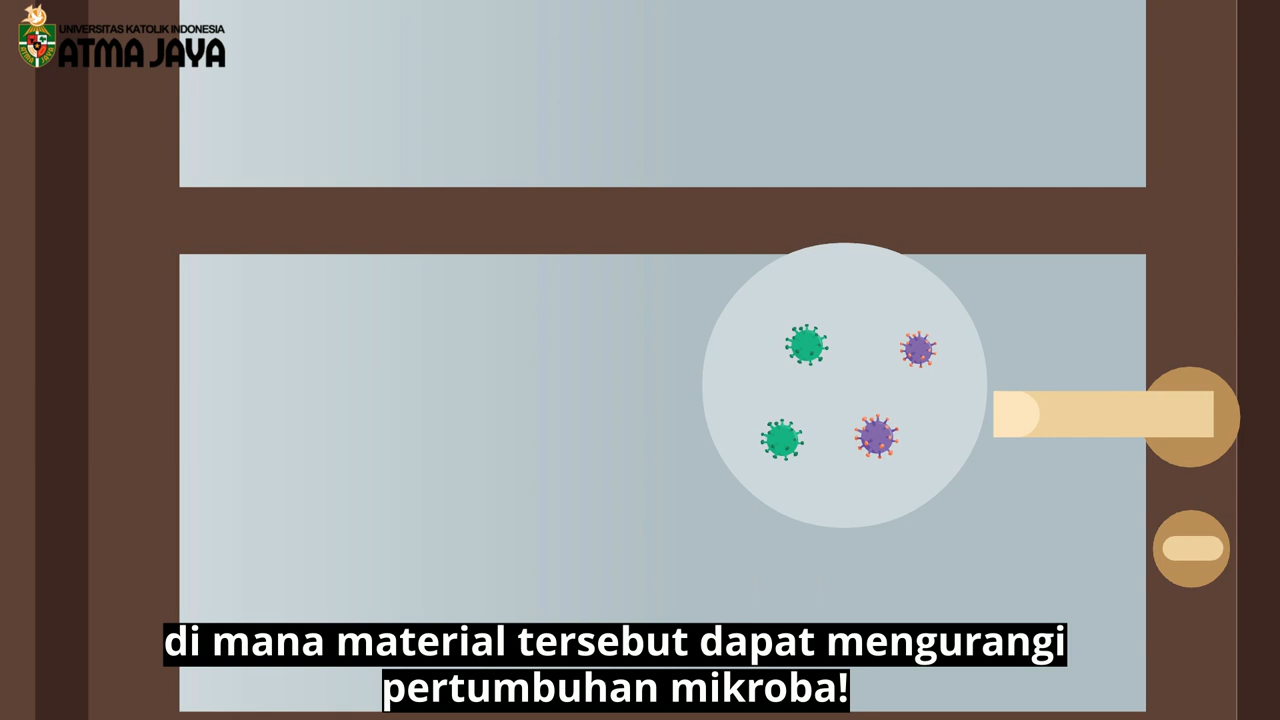 UNIVERSITAS KATOLIK INDONESIA
ATMA JAYA
di mana material tersebut dapat mengurangi
pertumbuhan mikroba!